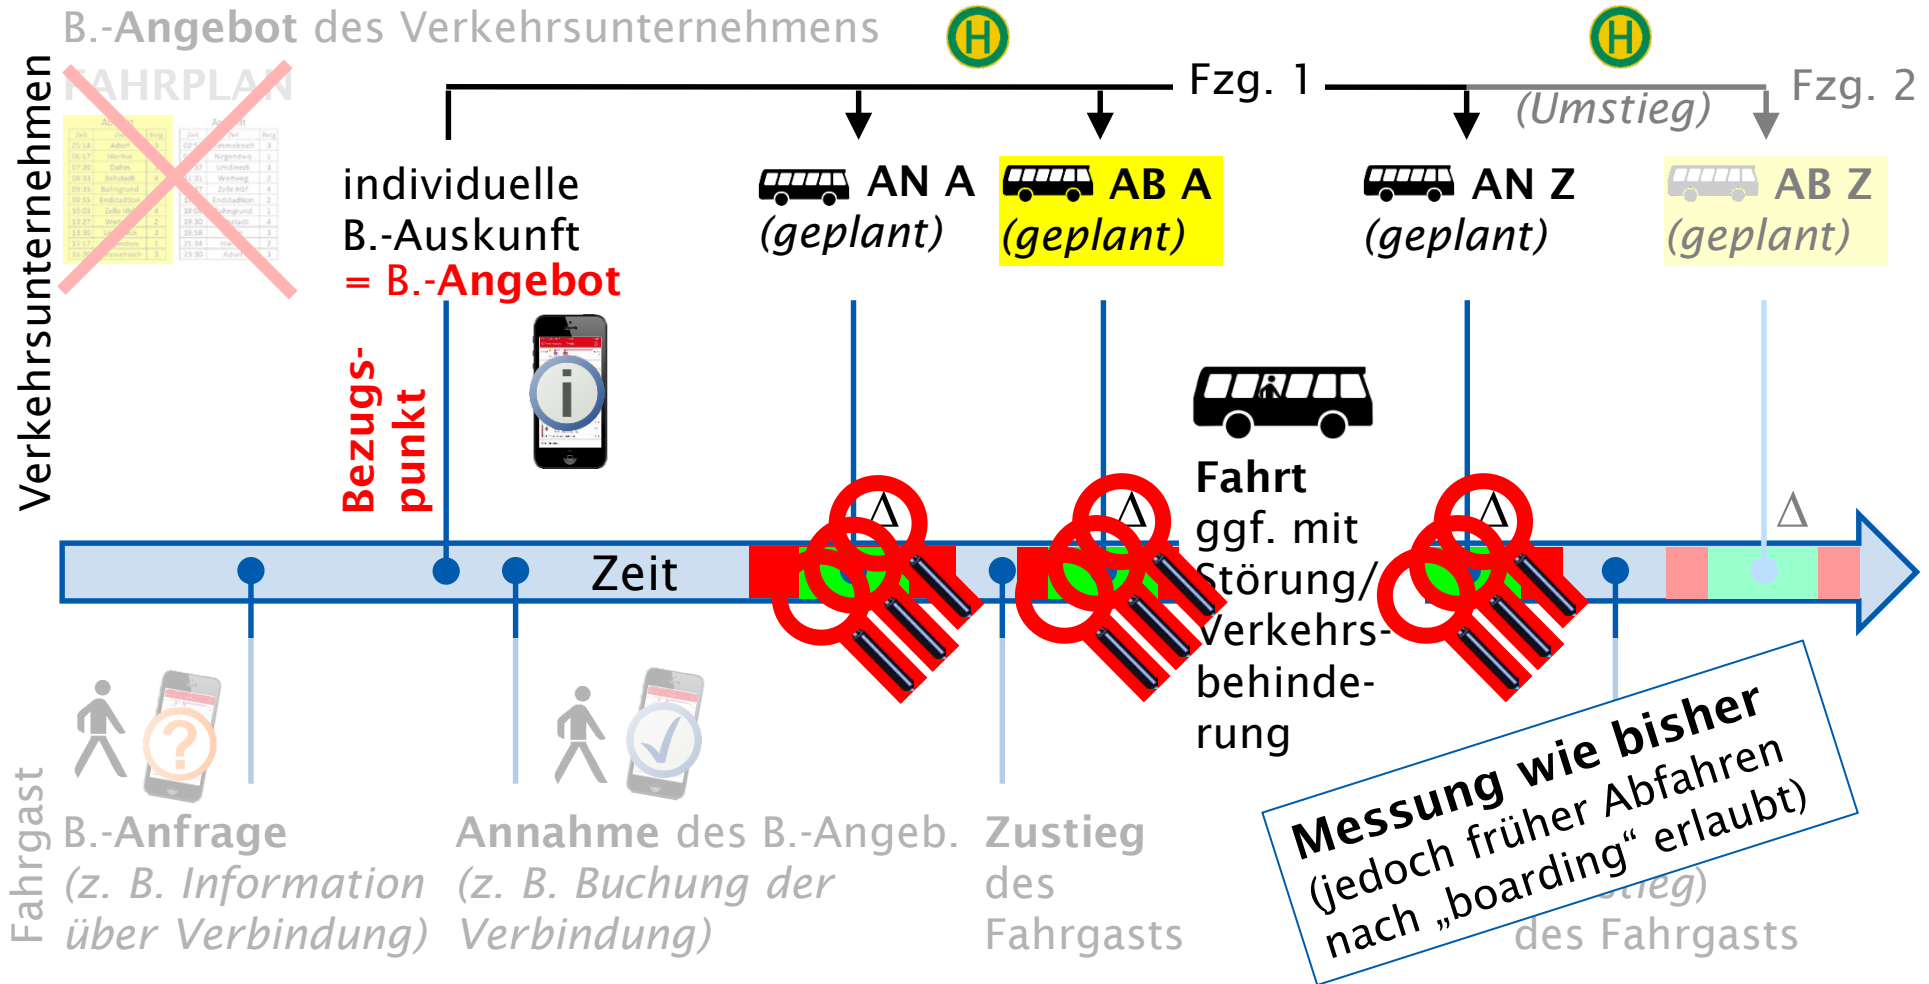 B.-Angebot des Verkehrsunternehmens
FAHRPLAN
H
H
Fzg. 1
(Umstieg)
Fzg. 2
Verkehrsunternehmen
individuelle
B.-Auskunft
= B.-Angebot
AN A
(geplant)
AB A
(geplant)
AN Z
(geplant)
AB Z
(geplant)
Bezugs-
punkt
i
Δ
Δ
Δ
Δ
Zeit
Fahrt
ggf. mit
Störung/
Verkehrs-
behinde-
rung
Fahrgast
?
B.-Anfrage
(z. B. Information
über Verbindung)
Annahme des B.-Angeb.
(z. B. Buchung der
Verbindung)
Zustieg
des
Fahrgasts
Messung wie bisher
(jedoch früher Abfahren
nach „boarding“ erlaubt)
des Fahrgasts